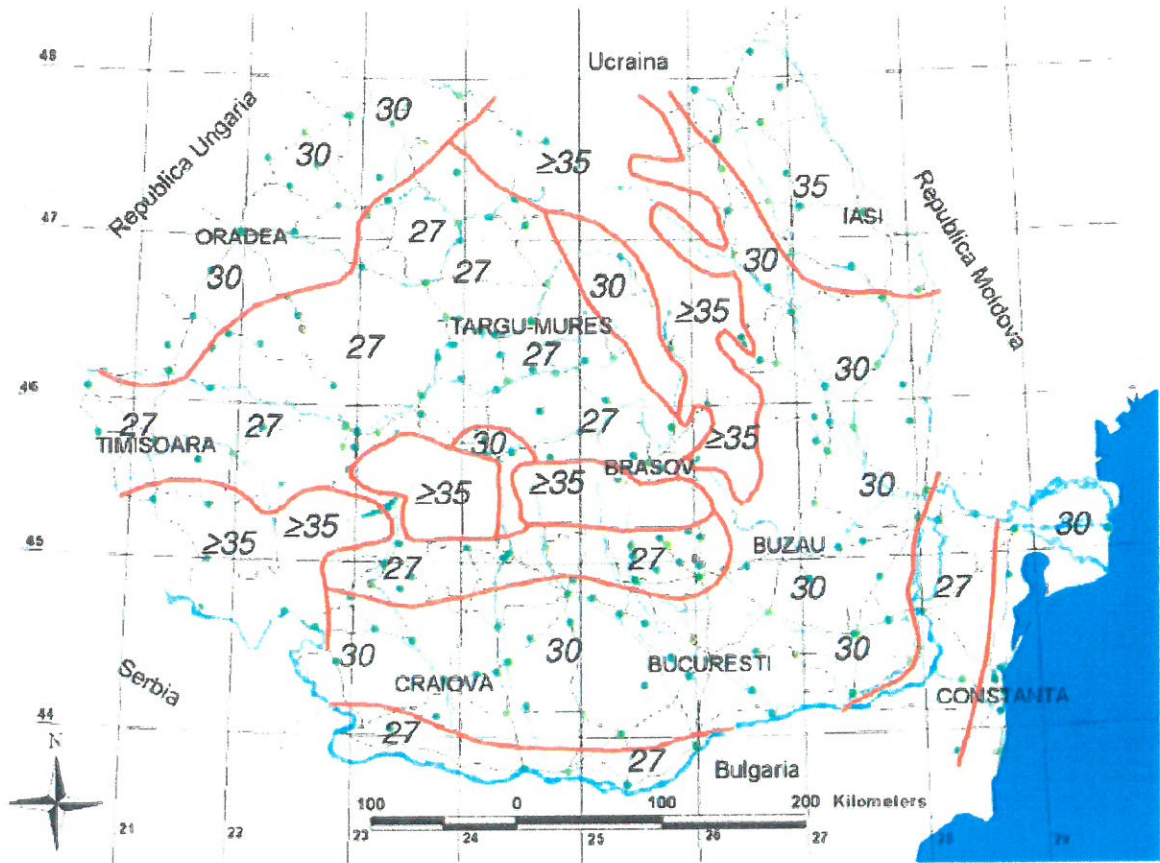 48
Ucraina
30
Republica Ungaria
30
≥35
35
47
Republica Moldova
IASI
ORADEA
27
30
27
30
30
≥35
TARGU-MURES
27
27
30
46
27
27
27
TIMISOARA
30
≥35
BRASOV
≥35
≥35
30
≥35
≥35
30
45
27
27
BUZAU
27
30
30
30
30
BUCURESTI
Serbia
CRAIOVA
CONSTANTA
44
27
N
27
Bulgaria
100 0 100 200 Kilometers
21 22 23 24 25 26 27 28 29